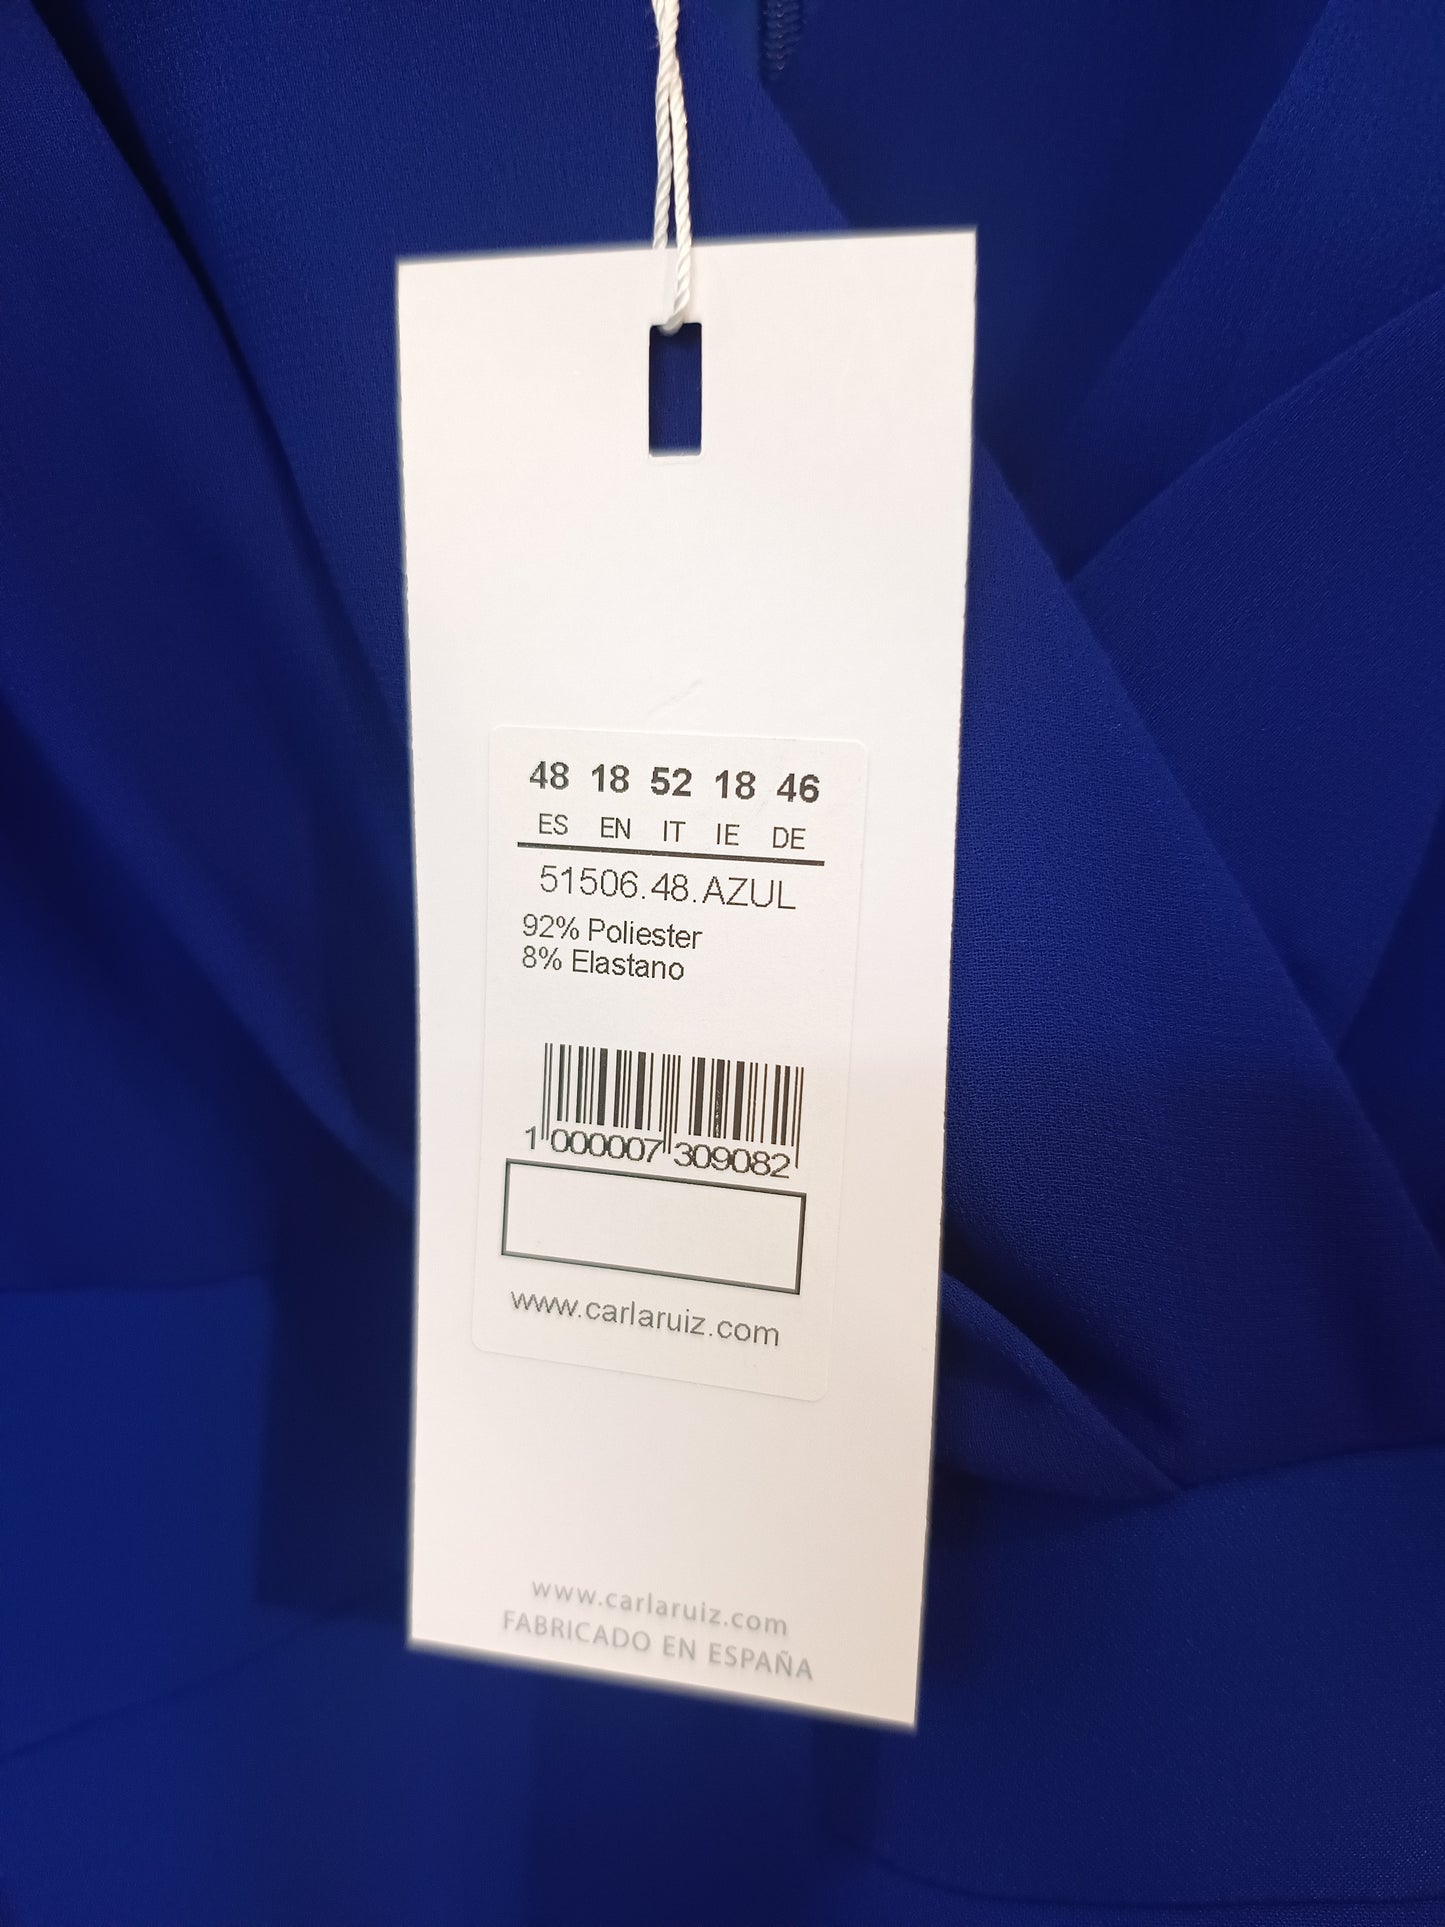 48 18 52 18 46
ES EN IT IE DE
51506.48.AZUL
92% Poliester
8% Elastano
1 000007 309082
www.carlaruiz.com
www.carlaruiz.com
FABRICADO EN ESPAÑA